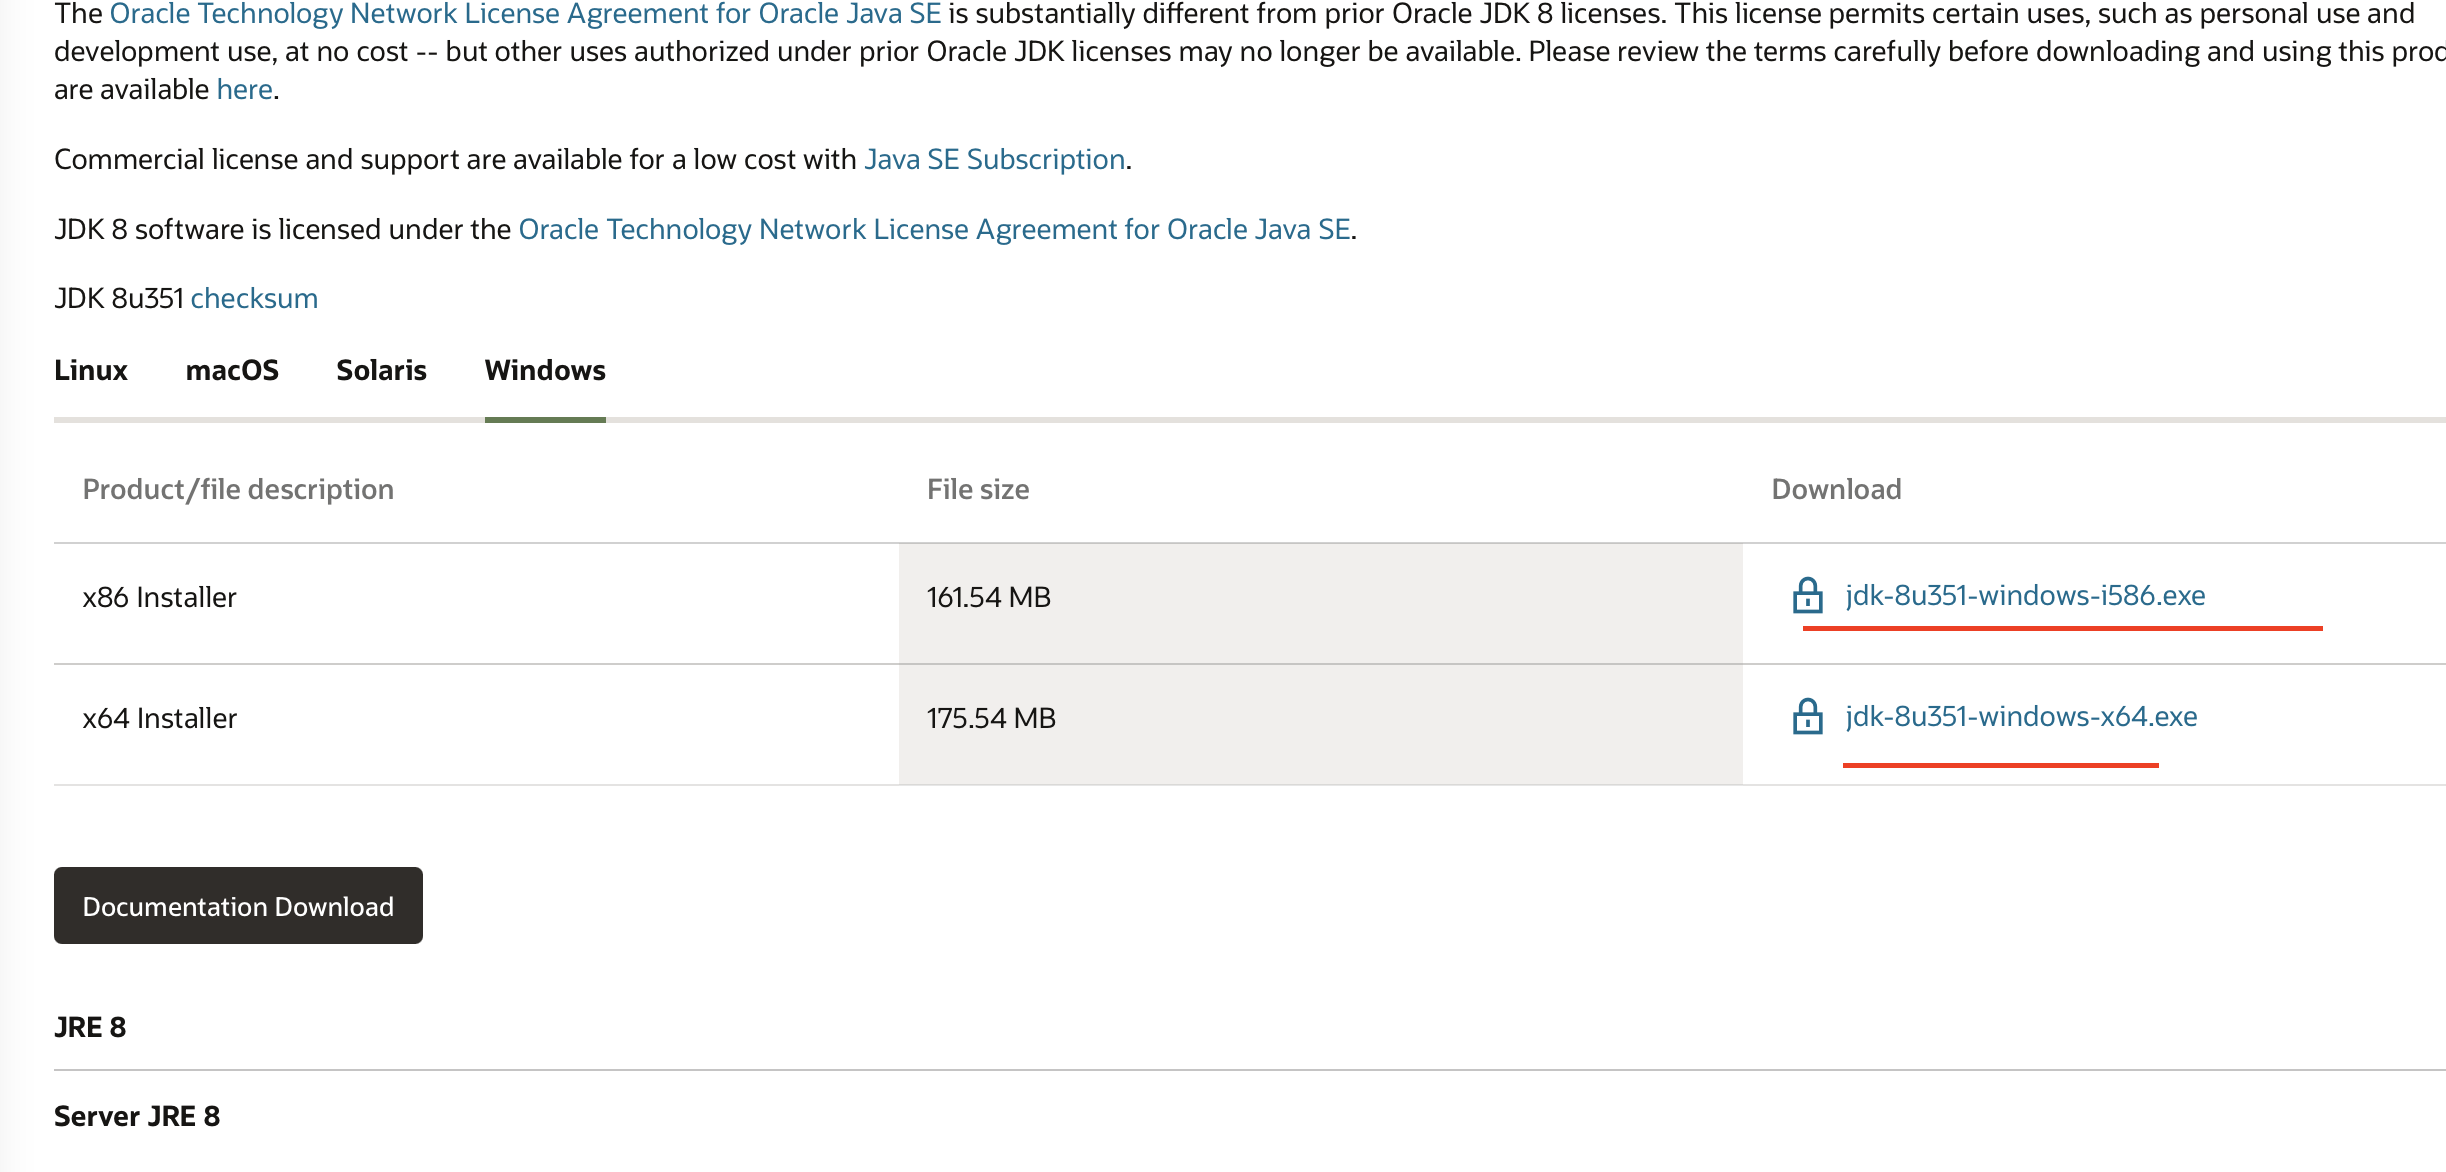 The Oracle Technology Network License Agreement for Oracle Java SE is substantially different from prior Oracle JDK 8 licenses. This license permits certain uses, such as personal use and
development use, at no cost -- but other uses authorized under prior Oracle JDK licenses may no longer be available. Please review the terms carefully before downloading and using this
are available here.
Commercial license and support are available for a low cost with Java SE Subscription.
JDK 8 software is licensed under the Oracle Technology Network License Agreement for Oracle Java SE.
JDK 8u351 checksum
Linux macOS Solaris Windows
Product/file description File size Download
x86 Installer 161.54 MB jdk-8u351-windows-i586.exe
x64 Installer 175.54 MB jdk-8u351-windows-x64.exe
Documentation Download
JRE 8
Server JRE 8